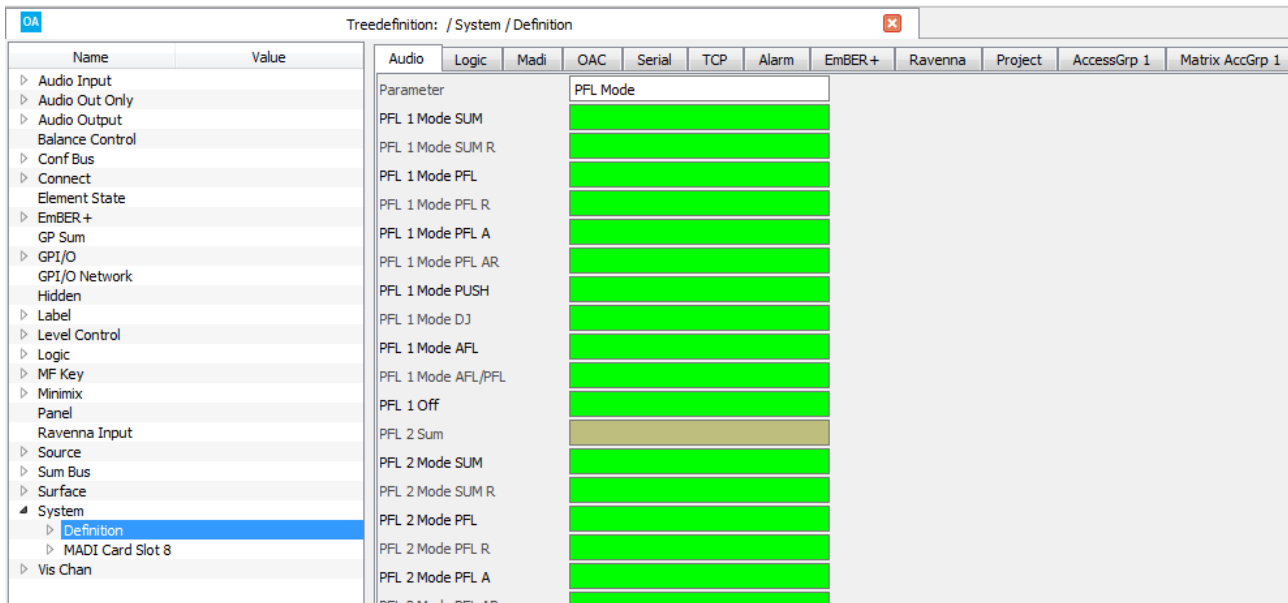 OA
Treedefinition: / System / Definition
Name Value
Audio Input
Audio Out Only
Audio Output
Balance Control
Conf Bus
Connect
Element State
EmBER+
GP Sum
GPI/O
GPI/O Network
Hidden
Label
Level Control
Logic
MF Key
Minimix
Panel
Ravenna Input
Source
Sum Bus
Surface
System
Definition
MADI Card Slot 8
Vis Chan
Audio Logic Madi OAC Serial TCP Alarm EmBER+ Ravenna Project AccessGrp 1 Matrix AccGrp 1
Parameter PFL Mode
PFL 1 Mode SUM
PFL 1 Mode SUM R
PFL 1 Mode PFL
PFL 1 Mode PFL R
PFL 1 Mode PFL A
PFL 1 Mode PFL AR
PFL 1 Mode PUSH
PFL 1 Mode DJ
PFL 1 Mode AFL
PFL 1 Mode AFL/PFL
PFL 1 Off
PFL 2 Sum
PFL 2 Mode SUM
PFL 2 Mode SUM R
PFL 2 Mode PFL
PFL 2 Mode PFL R
PFL 2 Mode PFL A